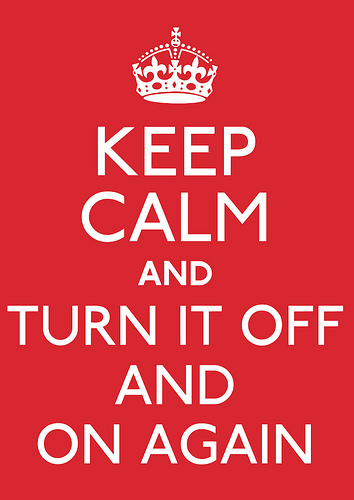 KEEP
CALM
AND
TURN IT OFF
AND
ON AGAIN